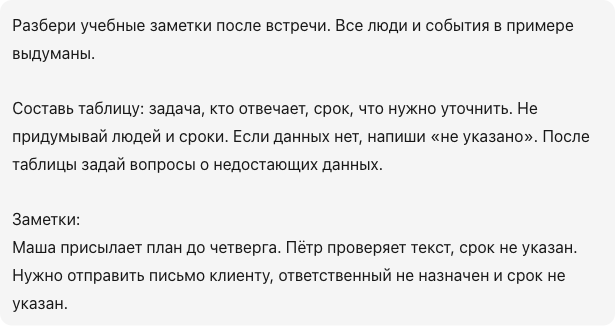 Разбери учебные заметки после встречи. Все люди и события в примере
выдуманы.
Составь таблицу: задача, кто отвечает, срок, что нужно уточнить. Не
придумывай людей и сроки. Если данных нет, напиши «не указано». После
таблицы задай вопросы о недостающих данных.
Заметки:
Маша присылает план до четверга. Пётр проверяет текст, срок не указан.
Нужно отправить письмо клиенту, ответственный не назначен и срок не
указан.